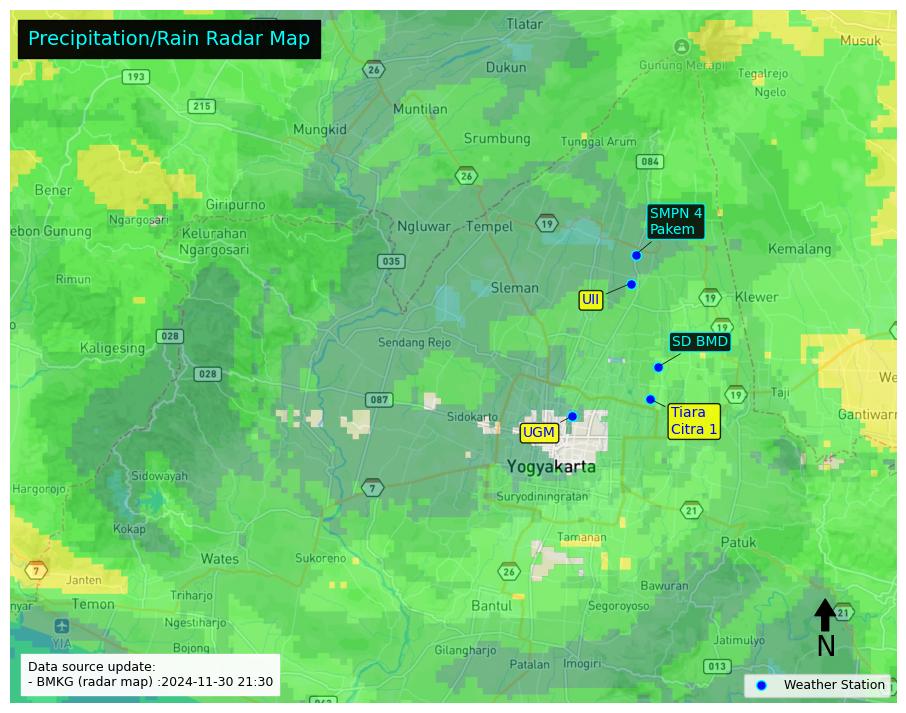 Precipitation/Rain Radar Map
Tlatar
Musuk
26
Gunung Merapi
193
Dukun
Tegalrejo
Ngelo
215
Muntilan
Mungkid
Srumbung
Tunggal Arum
084
26
Bener
Giripurno
Ngargosari
SMPN 4
Pakem
Ngluwar
Tempel
19
ebon Gunung
Kelurahan
Ngargosari
Kemalang
035
Rimun
Sleman
UII
19
Klewer
19
028
Sendang Rejo
SD BMD
Kaligesing
028
We
087
19
Taji
Sidokarto
Tiara
Citra 1
Gantiwarn
UGM
Yogyakarta
Sidowayah
Hargorojo
7
Suryodiningratan
21
Kokap
Tamanan
Patuk
Wates
Sukoreno
7
Janten
26
Bawuran
Temon
Triharjo
Bantul
Segoroyoso
nyar
21
Ngestiharjo
YIA
N
Jatimulyo
Bojong
Gilangharjo
Patalan
Imogiri
013
Data source update:
- BMKG (radar map) :2024-11-30 21:30
Weather Station